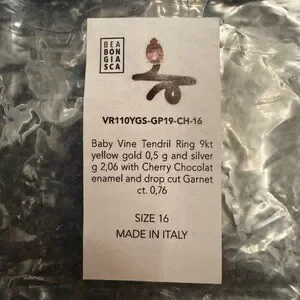 BEA
BON
GIA
SCA
VR110YGS-GP19-CH-16
Baby Vine Tendril Ring 9kt
yellow gold 0,5 g and silver
g 2,06 with Cherry Chocolat
enamel and drop cut Garnet
ct. 0,76
SIZE 16
MADE IN ITALY